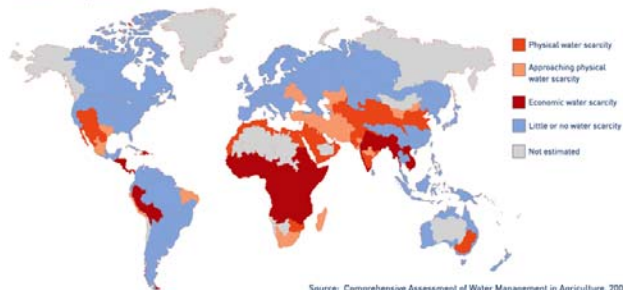 Physical water scarcity
Approaching physical
water scarcity
Economic water scarcity
Little or no water scarcity
Not estimated
Source: Comprehensive Assessment of Water Management in Agriculture, 200